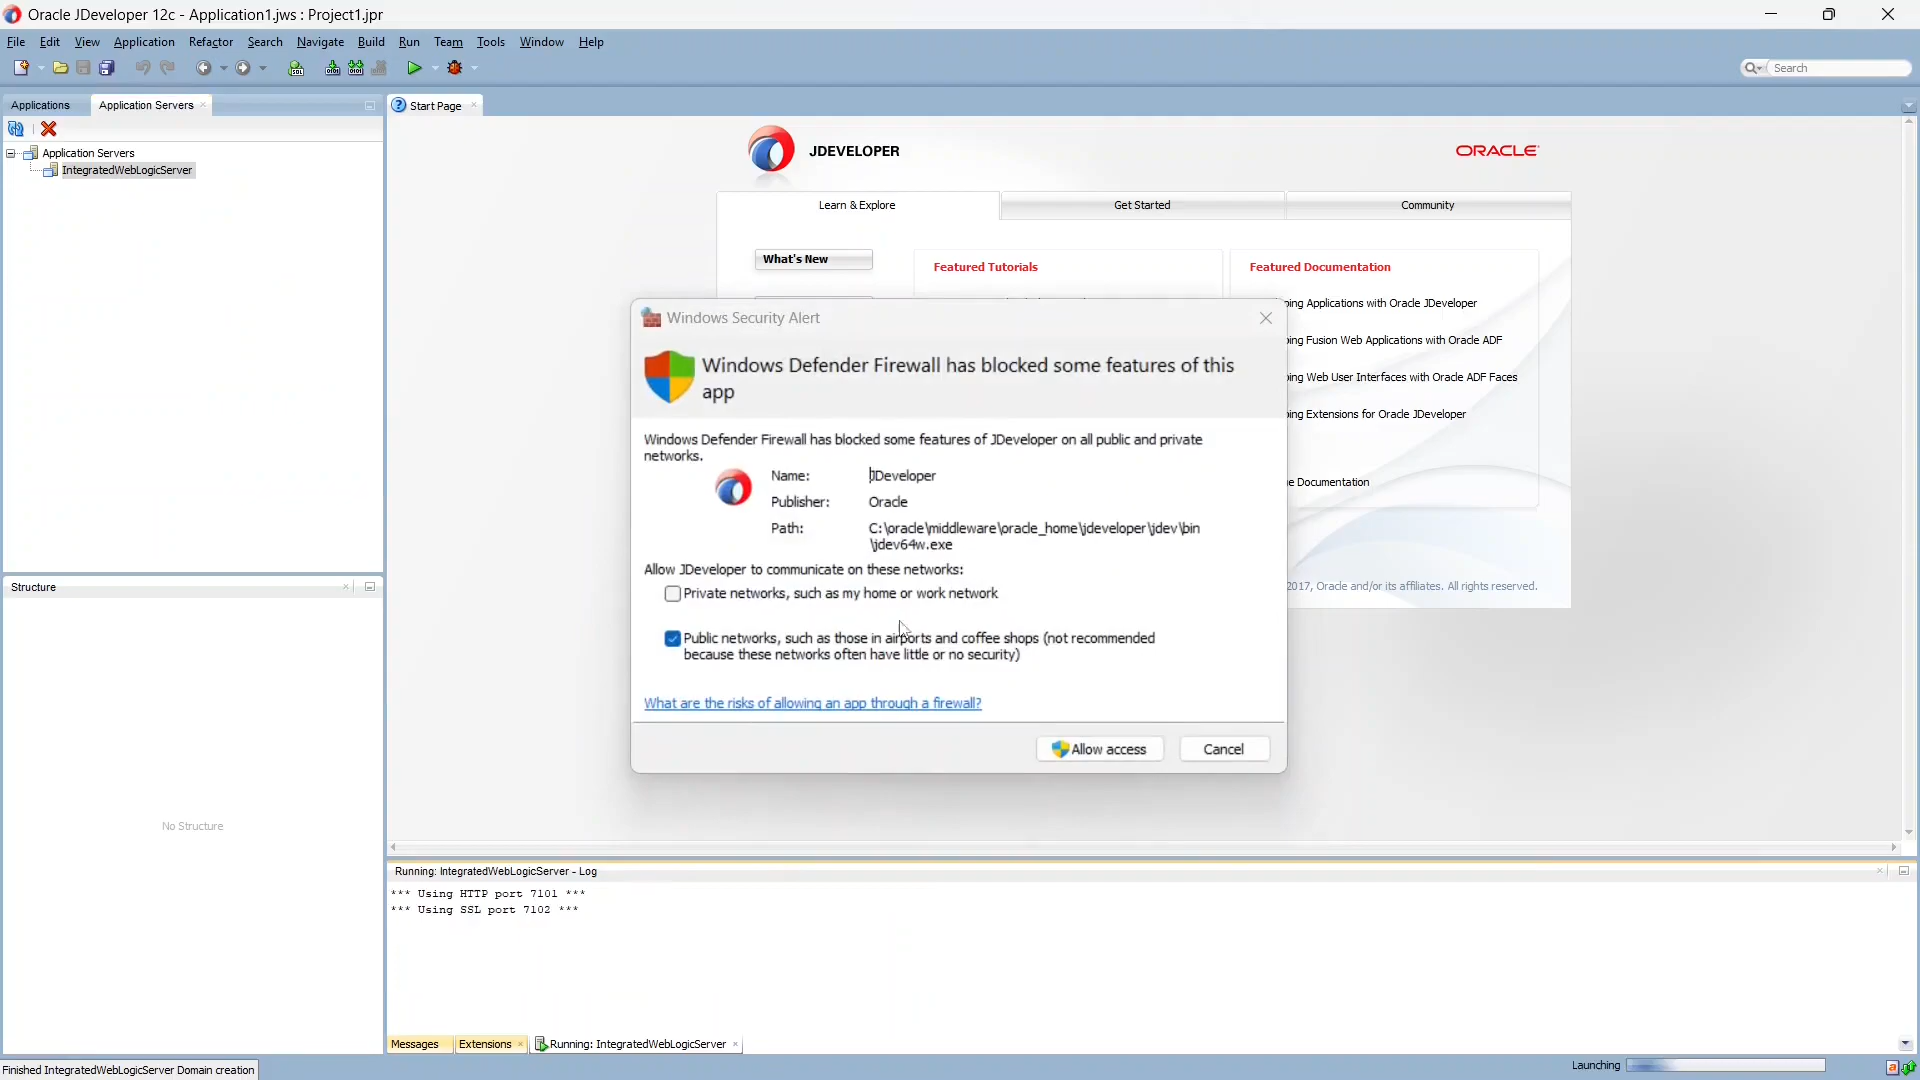 Oracle JDeveloper 12c - Application1.jws : Project1.jpr
File Edit View Application Refactor Search Navigate Build Run Team Tools Window Help
Search
Applications
Application Servers
Start Page
Application Servers
IntegratedWebLogicServer
JDEVELOPER
ORACLE
Learn & Explore
Get Started
Community
What's New
Featured Tutorials
Featured Documentation
ping Applications with Oracle JDeveloper
ping Fusion Web Applications with Oracle ADF
ping Web User Interfaces with Oracle ADF Faces
ping Extensions for Oracle JDeveloper
e Documentation
2017, Oracle and/or its affiliates. All rights reserved.
Windows Security Alert
Windows Defender Firewall has blocked some features of this
app
Windows Defender Firewall has blocked some features of JDeveloper on all public and private
networks.
Name: JDeveloper
Publisher: Oracle
Path: C:\oracle\middleware\oracle_home\jdeveloper\jdev\bin
\jdev64w.exe
Allow JDeveloper to communicate on these networks:
Private networks, such as my home or work network
Public networks, such as those in airports and coffee shops (not recommended
because these networks often have little or no security)
What are the risks of allowing an app through a firewall?
Allow access
Cancel
Structure
No Structure
Running: IntegratedWebLogicServer - Log
*** Using HTTP port 7101 ***
*** Using SSL port 7102 ***
Messages
Extensions
Running: IntegratedWebLogicServer
Finished IntegratedWebLogicServer Domain creation
Launching